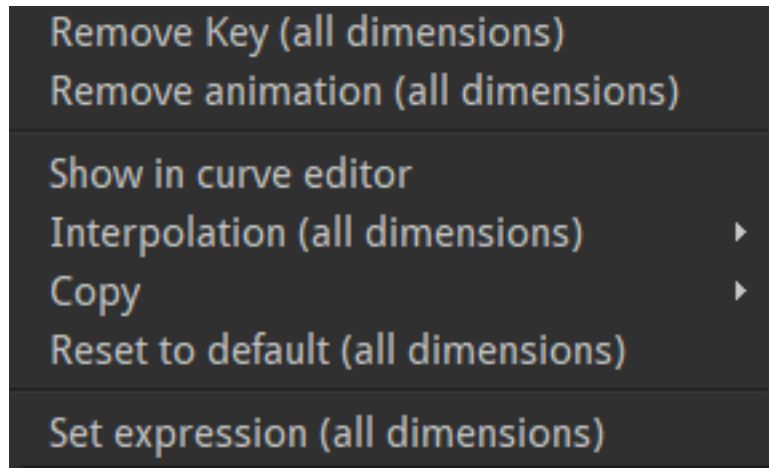 Remove Key (all dimensions)
Remove animation (all dimensions)
Show in curve editor
Interpolation (all dimensions)
Copy
Reset to default (all dimensions)
Set expression (all dimensions)